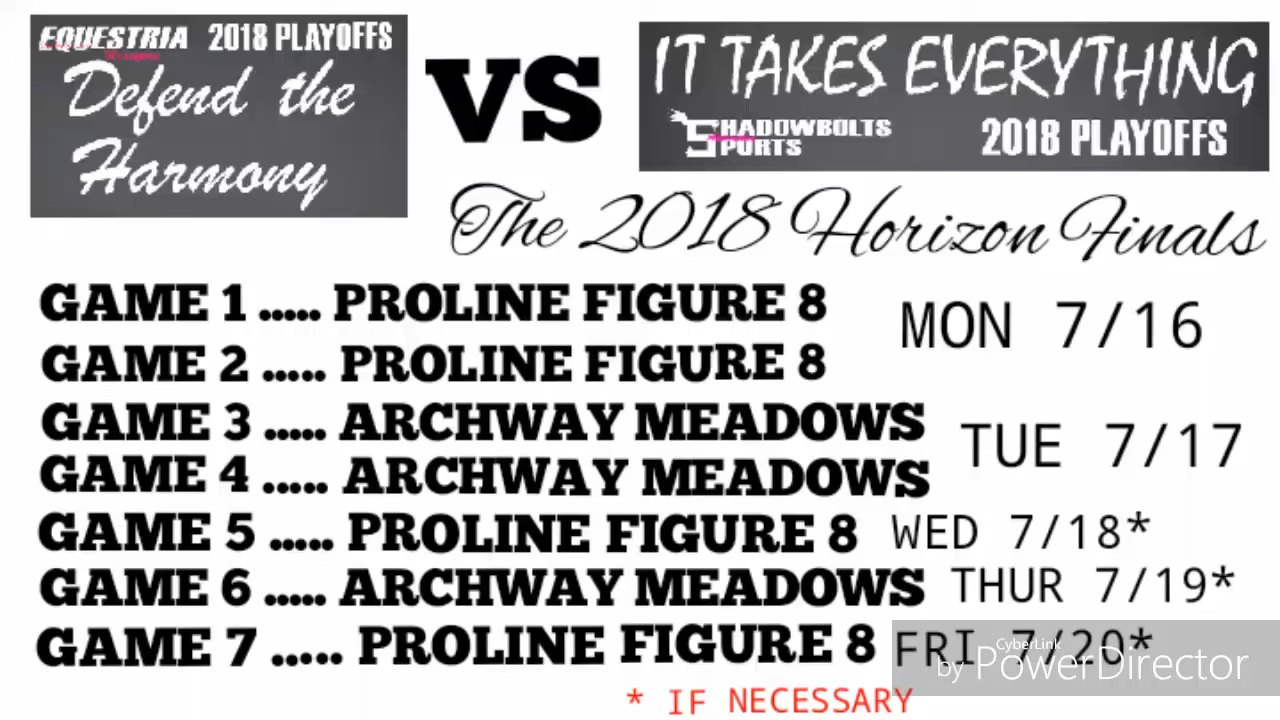 EQUESTRIA 2018 PLAYOFFS
Defend the
Harmony
VS
IT TAKES EVERYTHING
SHADOWBOLTS
SPORTS
2018 PLAYOFFS
The 2018 Horizon Finals
GAME 1 ..... PROLINE FIGURE 8
MON 7/16
GAME 2 ..... PROLINE FIGURE 8
GAME 3 ..... ARCHWAY MEADOWS
TUE 7/17
GAME 4 ..... ARCHWAY MEADOWS
GAME 5 ..... PROLINE FIGURE 8 WED 7/18*
GAME 6 ..... ARCHWAY MEADOWS THUR 7/19*
GAME 7 ..... PROLINE FIGURE 8 FRI 7/20*
CyberLink
by PowerDirector
* IF NECESSARY